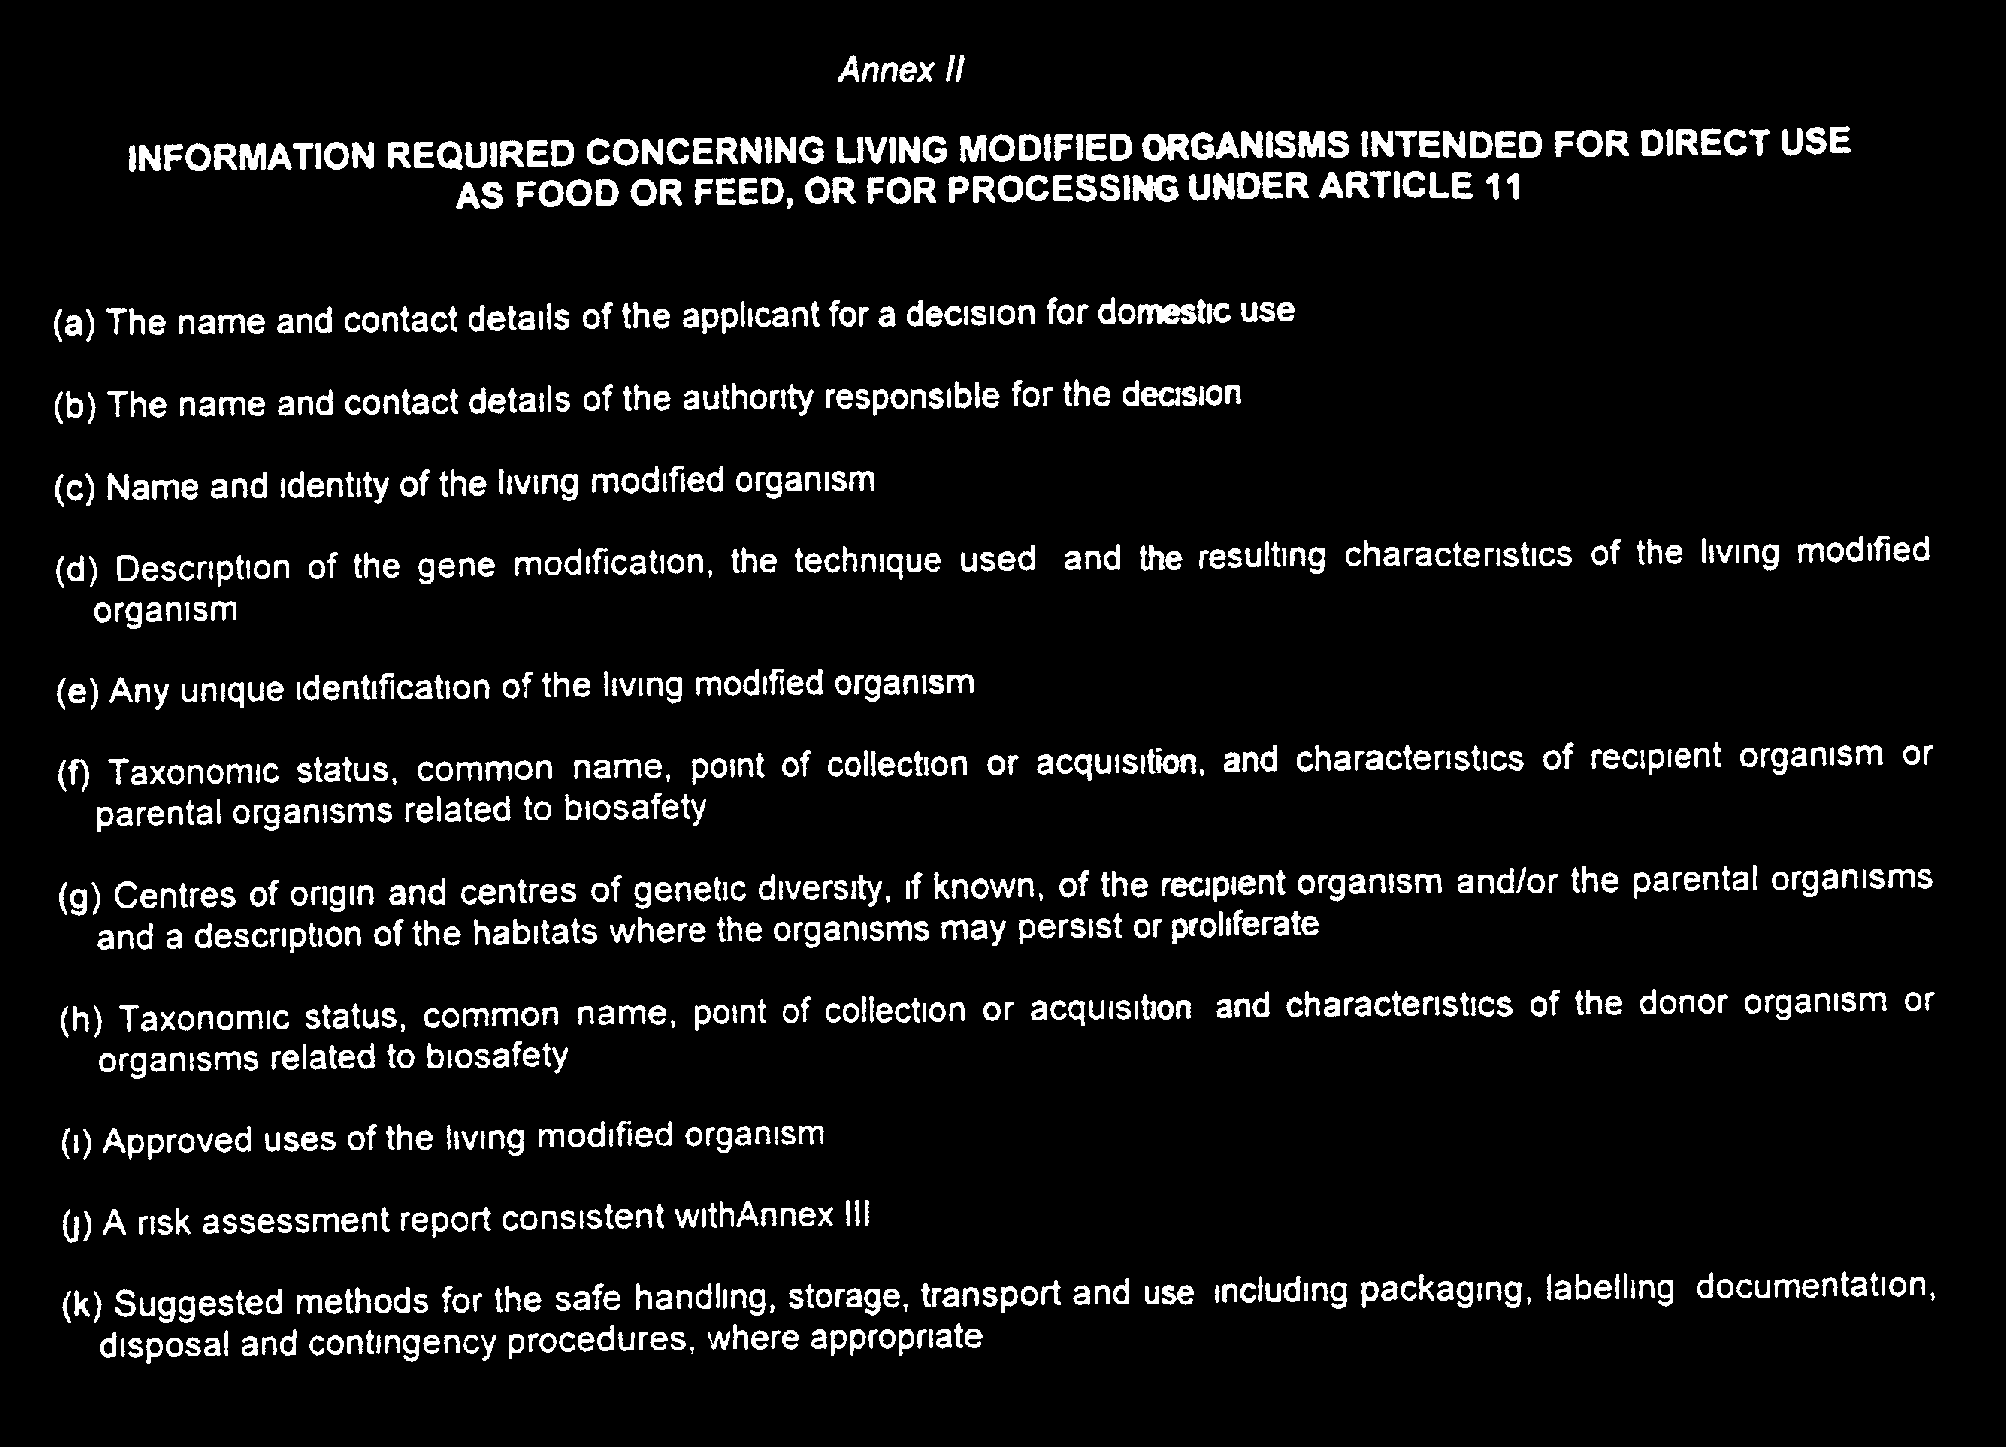 Annex II
INFORMATION REQUIRED CONCERNING LIVING MODIFIED ORGANISMS INTENDED FOR DIRECT USE
AS FOOD OR FEED, OR FOR PROCESSING UNDER ARTICLE 11
(a) The name and contact details of the applicant for a decision for domestic use
(b) The name and contact details of the authority responsible for the decision
(c) Name and identity of the living modified organism
(d) Description of the gene modification, the technique used and the resulting characteristics of the living modified
organism
(e) Any unique identification of the living modified organism
(f) Taxonomic status, common name, point of collection or acquisition, and characteristics of recipient organism or
parental organisms related to biosafety
(g) Centres of origin and centres of genetic diversity, if known, of the recipient organism and/or the parental organisms
and a description of the habitats where the organisms may persist or proliferate
(h) Taxonomic status, common name, point of collection or acquisition and characteristics of the donor organism or
organisms related to biosafety
(i) Approved uses of the living modified organism
(j) A risk assessment report consistent withAnnex III
(k) Suggested methods for the safe handling, storage, transport and use including packaging, labelling documentation,
disposal and contingency procedures, where appropriate